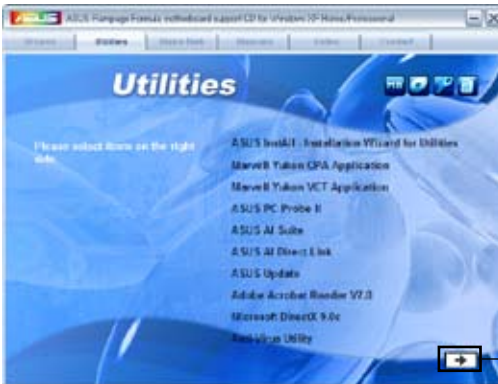 ASUS Rampage Formula motherboard support CD for Windows XP Home/Professional
Drivers Utilities Make Disk Manuals Video Contact
Utilities
Please select items on the right
side.
ASUS InstAll - Installation Wizard for Utilities
Marvell Yukon CPA Application
Marvell Yukon VCT Application
ASUS PC Probe II
ASUS AI Suite
ASUS AI Direct Link
ASUS Update
Adobe Acrobat Reader V7.0
Microsoft DirectX 9.0c
Anti-Virus Utility